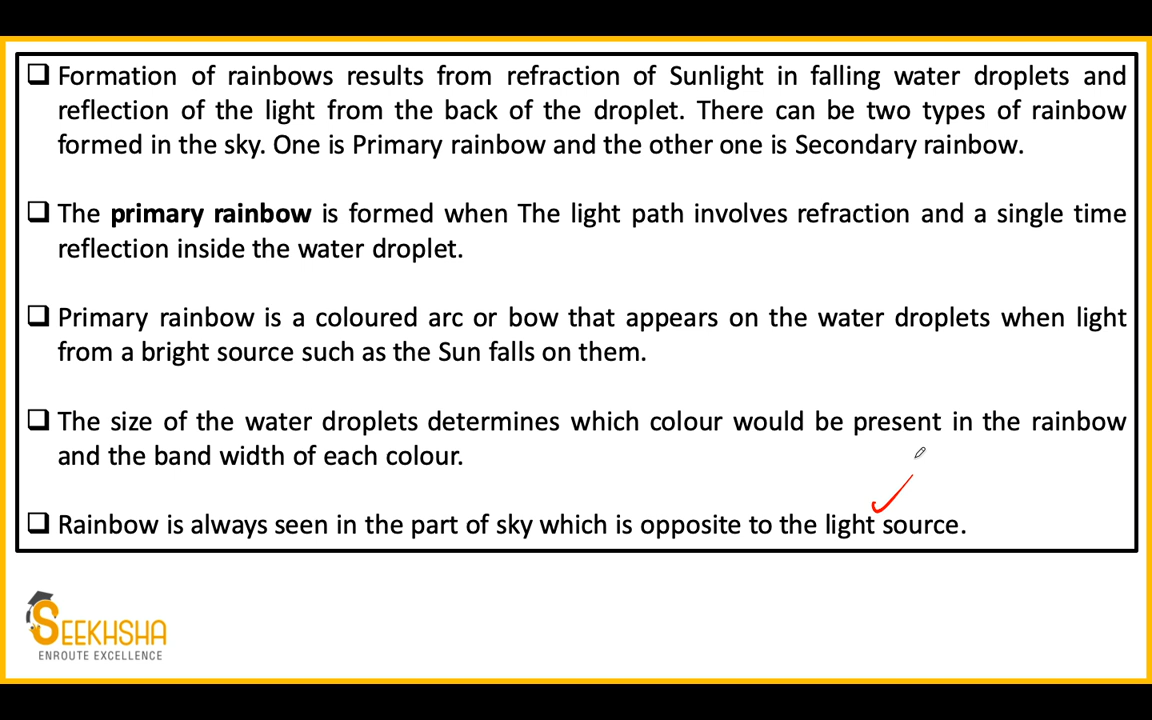 Formation of rainbows results from refraction of Sunlight in falling water droplets and
reflection of the light from the back of the droplet. There can be two types of rainbow
formed in the sky. One is Primary rainbow and the other one is Secondary rainbow.
The primary rainbow is formed when The light path involves refraction and a single time
reflection inside the water droplet.
Primary rainbow is a coloured arc or bow that appears on the water droplets when light
from a bright source such as the Sun falls on them.
The size of the water droplets determines which colour would be present in the rainbow
and the band width of each colour.
Rainbow is always seen in the part of sky which is opposite to the light source.
SEEKHSHA
ENROUTE EXCELLENCE